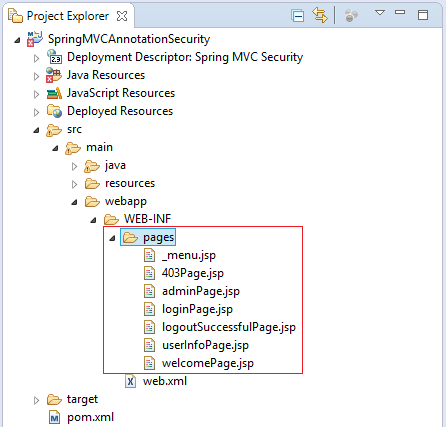 Project Explorer
SpringMVCAnnotationSecurity
2.3
Deployment Descriptor: Spring MVC Security
Java Resources
JavaScript Resources
Deployed Resources
src
main
java
resources
webapp
WEB-INF
pages
_menu.jsp
403Page.jsp
adminPage.jsp
loginPage.jsp
logoutSuccessfulPage.jsp
userInfoPage.jsp
welcomePage.jsp
X web.xml
target
M pom.xml